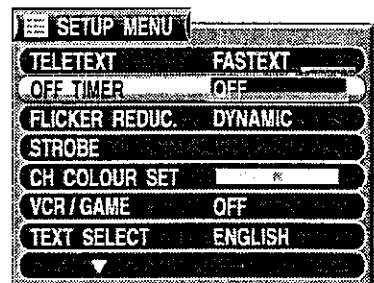 SETUP MENU
TELETEXT FASTEXT
OFF TIMER OFF
FLICKER REDUC. DYNAMIC
STROBE
CH COLOUR SET
VCR / GAME OFF
TEXT SELECT ENGLISH